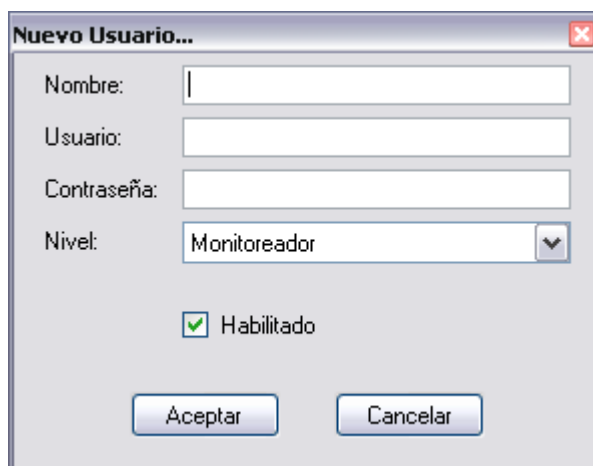 Nuevo Usuario...
Nombre:
Usuario:
Contraseña:
Nivel: Monitoreador
Habilitado
Aceptar Cancelar